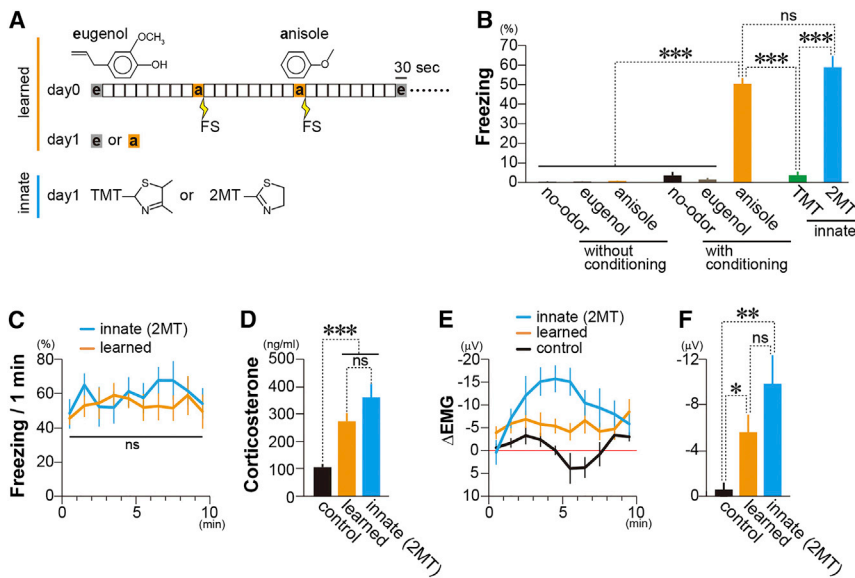 A
learned
eugenol
OCH3
OH
anisole
O
30 sec
day0 e a a e
FS FS
day1 e or a
innate
day1 TMT S N or 2MT S N
B
(%)
Freezing
70
60
50
40
30
20
10
0
ns
*** *** ***
no-odor eugenol anisole no-odor eugenol anisole TMT 2MT
without conditioning
with conditioning
innate
C
innate (2MT)
learned
(%)
Freezing / 1 min
80
60
40
60
0
ns
0 5 10
(min)
D
(ng/ml)
Corticosterone
500
400
300
200
100
0
***
ns
control learned innate (2MT)
E
innate (2MT)
learned
control
(μV)
ΔEMG
-20
-15
-10
-5
0
5
10
0 5 10
(min)
F
(μV)
-12
-8
-4
0
**
ns
*
control learned innate (2MT)